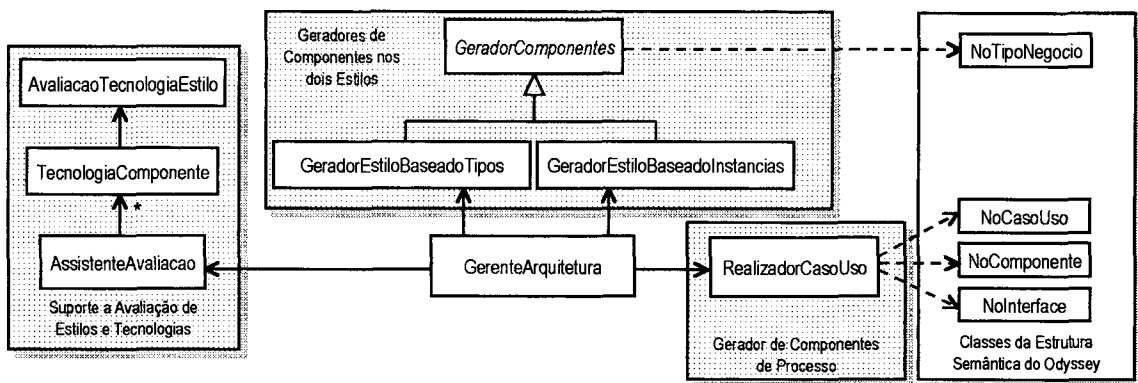 AvaliacaoTecnologiaEstilo
TecnologiaComponente
*
AssistenteAvaliacao
Suporte a Avaliação de
Estilos e Tecnologias
Geradores de
Componentes nos
dois Estilos
GeradorComponentes
GeradorEstiloBaseadoTipos
GeradorEstiloBaseadoInstancias
GerenteArquitetura
RealizadorCasoUso
Gerador de Componentes
de Processo
NoTipoNegocio
NoCasoUso
NoComponente
NoInterface
Classes da Estrutura
Semântica do Odyssey